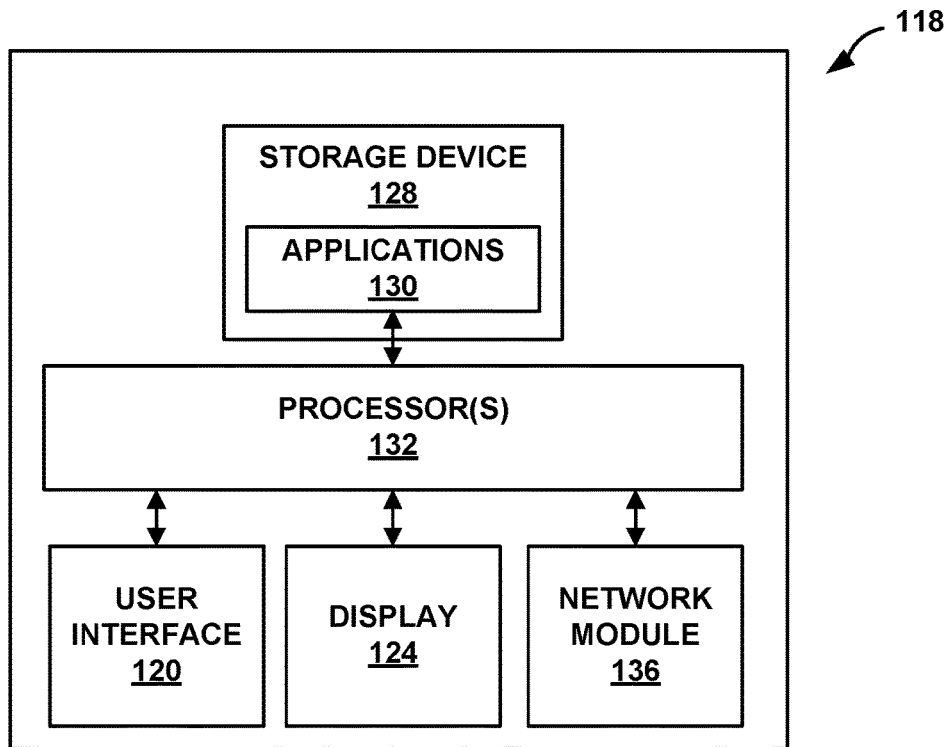 118
STORAGE DEVICE
128
APPLICATIONS
130
PROCESSOR(S)
132
USER
INTERFACE
120
DISPLAY
124
NETWORK
MODULE
136